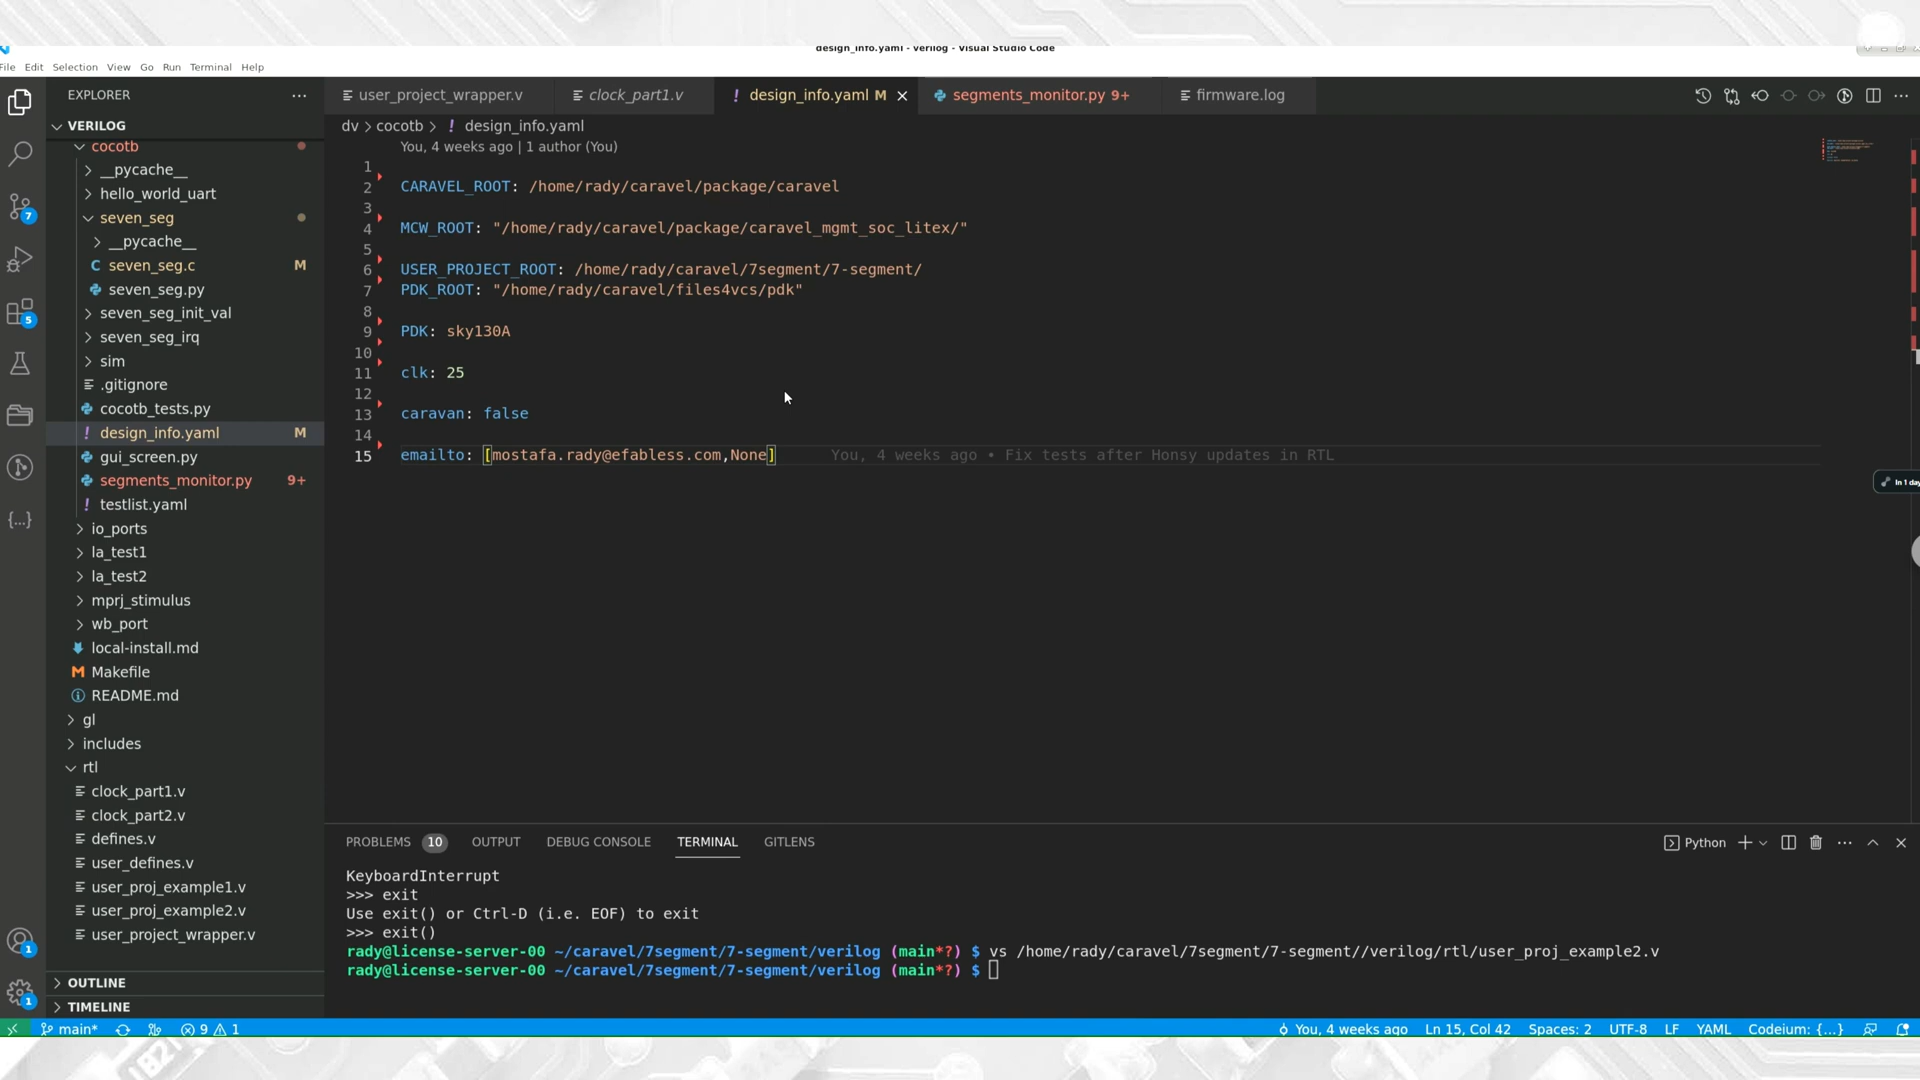 design_info.yaml - verilog - Visual Studio Code
File Edit Selection View Go Run Terminal Help
EXPLORER
VERILOG
cocotb
__pycache__
hello_world_uart
seven_seg
__pycache__
seven_seg.c M
seven_seg.py
seven_seg_init_val
seven_seg_irq
sim
.gitignore
cocotb_tests.py
design_info.yaml M
gui_screen.py
segments_monitor.py 9+
testlist.yaml
io_ports
la_test1
la_test2
mprj_stimulus
wb_port
local-install.md
Makefile
README.md
gl
includes
rtl
clock_part1.v
clock_part2.v
defines.v
user_defines.v
user_proj_example1.v
user_proj_example2.v
user_project_wrapper.v
OUTLINE
TIMELINE
7
5
1
1
user_project_wrapper.v clock_part1.v design_info.yaml M segments_monitor.py 9+ firmware.log
dv > cocotb > ! design_info.yaml
You, 4 weeks ago | 1 author (You)
1
2 CARAVEL_ROOT: /home/rady/caravel/package/caravel
3
4 MCW_ROOT: "/home/rady/caravel/package/caravel_mgmt_soc_litex/"
5
6 USER_PROJECT_ROOT: /home/rady/caravel/7segment/7-segment/
7 PDK_ROOT: "/home/rady/caravel/files4vcs/pdk"
8
9 PDK: sky130A
10
11 clk: 25
12
13 caravan: false
14
15 emailto: [mostafa.rady@efabless.com,None] You, 4 weeks ago • Fix tests after Honsy updates in RTL
In 1 day
PROBLEMS 10 OUTPUT DEBUG CONSOLE TERMINAL GITLENS
Python
KeyboardInterrupt
>>> exit
Use exit() or Ctrl-D (i.e. EOF) to exit
>>> exit()
rady@license-server-00 ~/caravel/7segment/7-segment/verilog (main*?) $ vs /home/rady/caravel/7segment/7-segment//verilog/rtl/user_proj_example2.v
rady@license-server-00 ~/caravel/7segment/7-segment/verilog (main*?) $
main* 9 1 You, 4 weeks ago Ln 15, Col 42 Spaces: 2 UTF-8 LF YAML Codeium: {...}